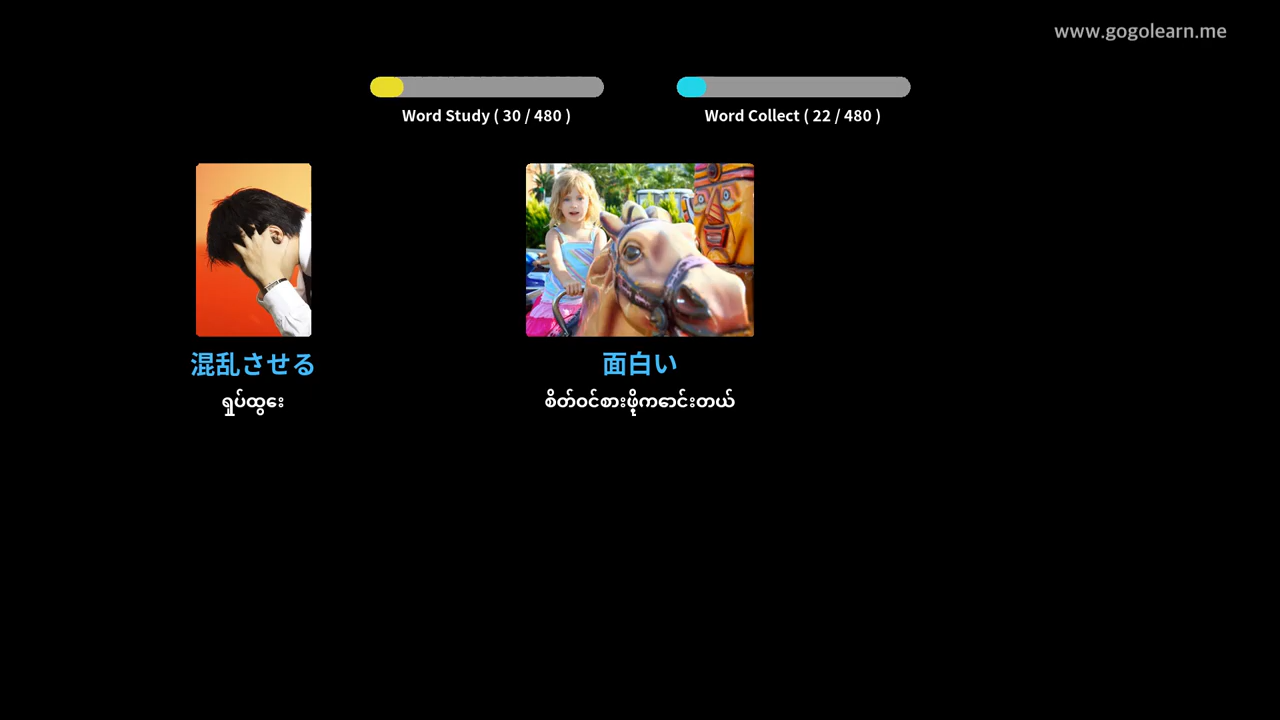 www.gogolearn.me
Word Study ( 30 / 480 )
Word Collect ( 22 / 480 )
混乱させる
面白い
ရှုပ်ထွေး
စိတ်ဝင်စားဖို့ကောင်းတယ်